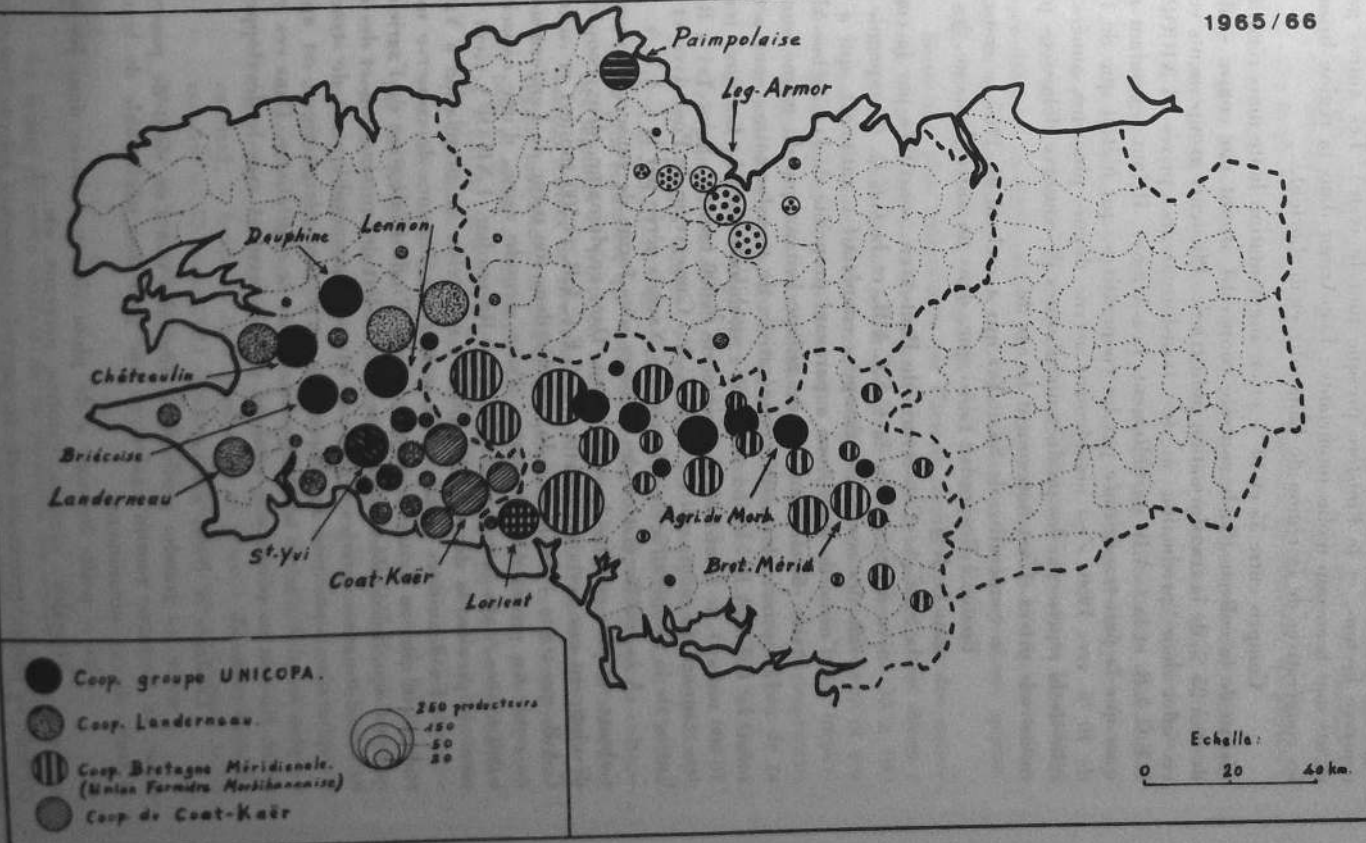 1965/66
Paimpolaise
Leg-Armor
Dauphine
Lennon
Châteaulin
Briécoise
Landerneau
St-Yvi
Coat-Kaër
Lorient
Agri. du Morb.
Bret. Mérid.
Coop. groupe UNICOPA.
Coop. Landerneau.
Coop. Bretagne Méridionale.
(Union Fermière Morbihannaise)
Coop. de Coat-Kaër
250 producteurs
150
50
20
Echelle:
0 20 40 km.